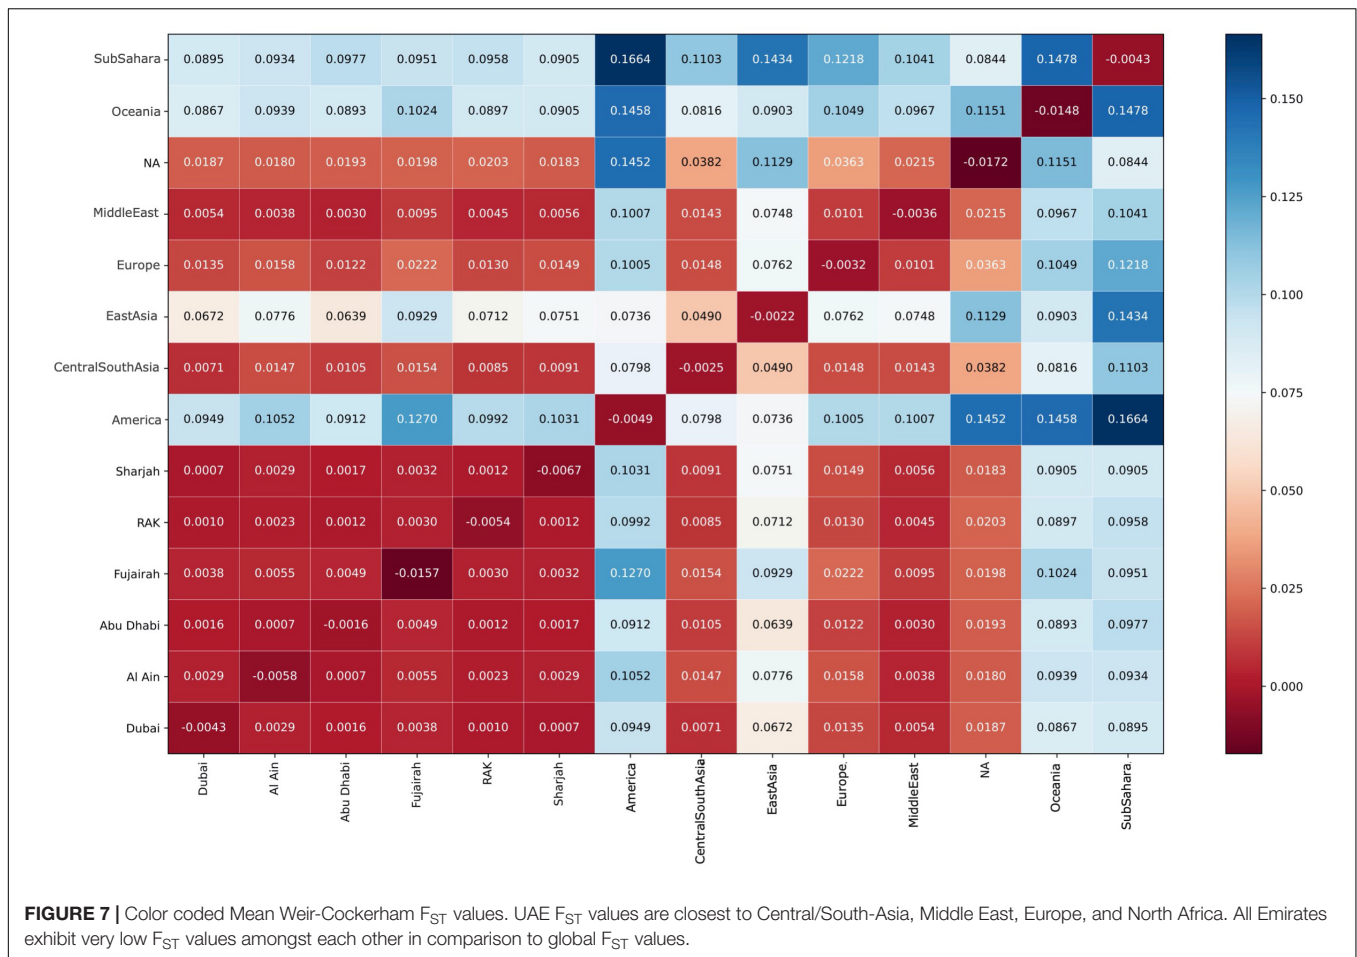 SubSahara 0.0895 0.0934 0.0977 0.0951 0.0958 0.0905 0.1664 0.1103 0.1434 0.1218 0.1041 0.0844 0.1478 -0.0043
Oceania 0.0867 0.0939 0.0893 0.1024 0.0897 0.0905 0.1458 0.0816 0.0903 0.1049 0.0967 0.1151 -0.0148 0.1478
NA 0.0187 0.0180 0.0193 0.0198 0.0203 0.0183 0.1452 0.0382 0.1129 0.0363 0.0215 -0.0172 0.1151 0.0844
MiddleEast 0.0054 0.0038 0.0030 0.0095 0.0045 0.0056 0.1007 0.0143 0.0748 0.0101 -0.0036 0.0215 0.0967 0.1041
Europe 0.0135 0.0158 0.0122 0.0222 0.0130 0.0149 0.1005 0.0148 0.0762 -0.0032 0.0101 0.0363 0.1049 0.1218
EastAsia 0.0672 0.0776 0.0639 0.0929 0.0712 0.0751 0.0736 0.0490 -0.0022 0.0762 0.0748 0.1129 0.0903 0.1434
CentralSouthAsia 0.0071 0.0147 0.0105 0.0154 0.0085 0.0091 0.0798 -0.0025 0.0490 0.0148 0.0143 0.0382 0.0816 0.1103
America 0.0949 0.1052 0.0912 0.1270 0.0992 0.1031 -0.0049 0.0798 0.0736 0.1005 0.1007 0.1452 0.1458 0.1664
Sharjah 0.0007 0.0029 0.0017 0.0032 0.0012 -0.0067 0.1031 0.0091 0.0751 0.0149 0.0056 0.0183 0.0905 0.0905
RAK 0.0010 0.0023 0.0012 0.0030 -0.0054 0.0012 0.0992 0.0085 0.0712 0.0130 0.0045 0.0203 0.0897 0.0958
Fujairah 0.0038 0.0055 0.0049 -0.0157 0.0030 0.0032 0.1270 0.0154 0.0929 0.0222 0.0095 0.0198 0.1024 0.0951
Abu Dhabi 0.0016 0.0007 -0.0016 0.0049 0.0012 0.0017 0.0912 0.0105 0.0639 0.0122 0.0030 0.0193 0.0893 0.0977
Al Ain 0.0029 -0.0058 0.0007 0.0055 0.0023 0.0029 0.1052 0.0147 0.0776 0.0158 0.0038 0.0180 0.0939 0.0934
Dubai -0.0043 0.0029 0.0016 0.0038 0.0010 0.0007 0.0949 0.0071 0.0672 0.0135 0.0054 0.0187 0.0867 0.0895
Dubai Al Ain Abu Dhabi Fujairah RAK Sharjah America CentralSouthAsia EastAsia Europe. MiddleEast NA Oceania SubSahara
0.150
0.125
0.100
0.075
0.050
0.025
0.000
FIGURE 7 | Color coded Mean Weir-Cockerham FST values. UAE FST values are closest to Central/South-Asia, Middle East, Europe, and North Africa. All Emirates
exhibit very low FST values amongst each other in comparison to global FST values.